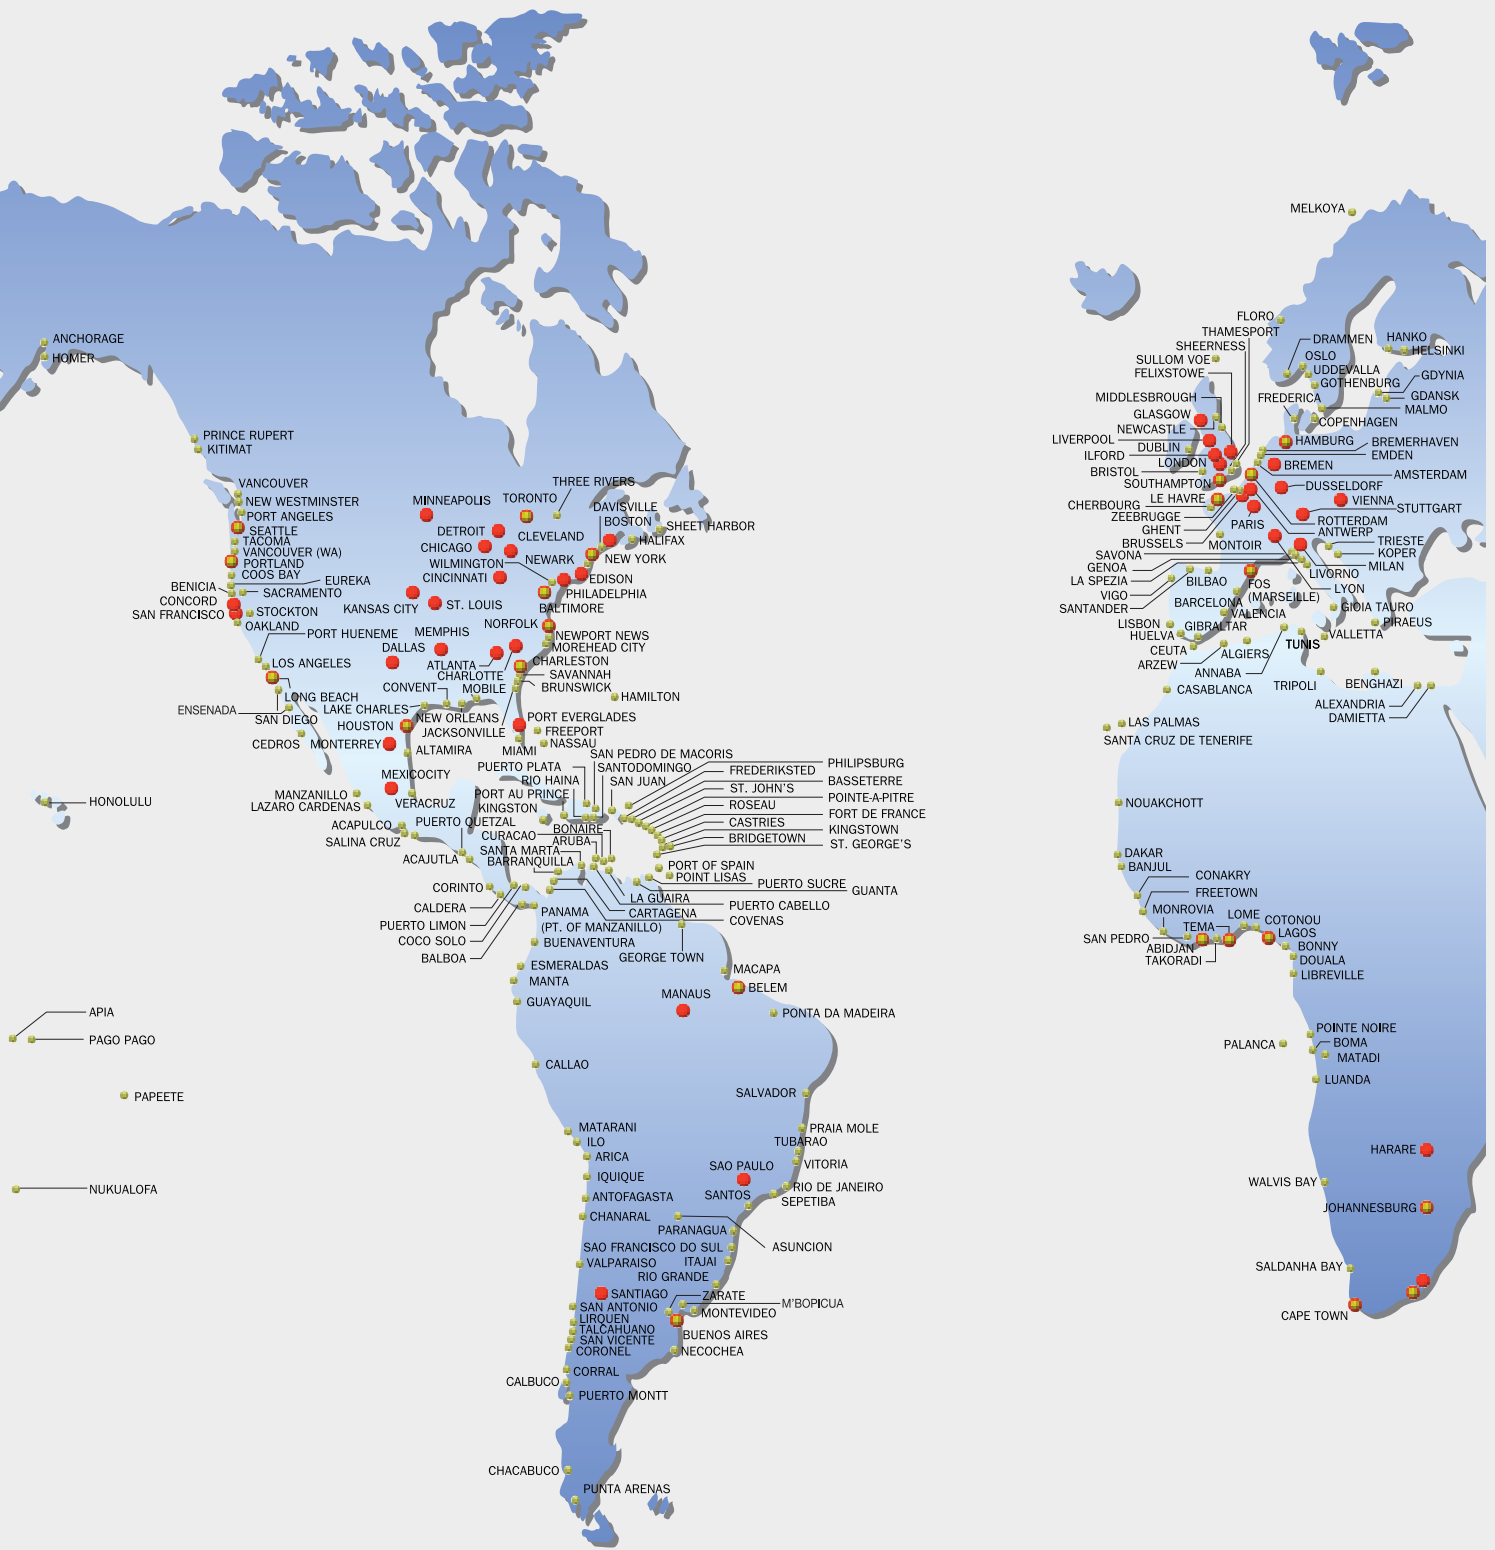 MELKOYA
ANCHORAGE
HOMER
PRINCE RUPERT
KITIMAT
VANCOUVER
NEW WESTMINSTER
PORT ANGELES
SEATTLE
TACOMA
VANCOUVER (WA)
PORTLAND
COOS BAY
EUREKA
BENICIA
SACRAMENTO
CONCORD
SAN FRANCISCO
STOCKTON
OAKLAND
PORT HUENEME
LOS ANGELES
LONG BEACH
ENSENADA
SAN DIEGO
CEDROS
MINNEAPOLIS
TORONTO
THREE RIVERS
DETROIT
CLEVELAND
DAVISVILLE
BOSTON
SHEET HARBOR
HALIFAX
CHICAGO
NEWARK
NEW YORK
WILMINGTON
CINCINNATI
EDISON
PHILADELPHIA
KANSAS CITY
ST. LOUIS
BALTIMORE
NORFOLK
MEMPHIS
NEWPORT NEWS
MOREHEAD CITY
DALLAS
ATLANTA
CHARLOTTE
CHARLESTON
SAVANNAH
BRUNSWICK
CONVENT
MOBILE
HAMILTON
LAKE CHARLES
HOUSTON
NEW ORLEANS
JACKSONVILLE
PORT EVERGLADES
FREEPORT
NASSAU
MIAMI
MONTERREY
ALTAMIRA
MEXICOCITY
MANZANILLO
LAZARO CARDENAS
VERACRUZ
ACAPULCO
PUERTO QUETZAL
SALINA CRUZ
ACAJUTLA
HONOLULU
SAN PEDRO DE MACORIS
PUERTO PLATA
SANTODOMINGO
RIO HAINA
SAN JUAN
PORT AU PRINCE
KINGSTON
PHILIPSBURG
FREDERIKSTED
BASSETERRE
ST. JOHN'S
POINTE-A-PITRE
ROSEAU
FORT DE FRANCE
CASTRIES
KINGSTOWN
BRIDGETOWN
ST. GEORGE'S
BONAIRE
CURACAO
ARUBA
SANTA MARTA
BARRANQUILLA
PORT OF SPAIN
POINT LISAS
PUERTO SUCRE
GUANTA
CORINTO
LA GUAIRA
PUERTO CABELLO
CALDERA
CARTAGENA
COVENAS
PUERTO LIMON
PANAMA
(PT. OF MANZANILLO)
COCO SOLO
BUENAVENTURA
BALBOA
GEORGE TOWN
ESMERALDAS
MACAPA
MANTA
BELEM
GUAYAQUIL
MANAUS
PONTA DA MADEIRA
APIA
PAGO PAGO
CALLAO
PAPEETE
SALVADOR
MATARANI
PRAIA MOLE
ILO
TUBARAO
ARICA
VITORIA
SAO PAULO
IQUIQUE
RIO DE JANEIRO
NUKUALOFA
ANTOFAGASTA
SANTOS
SEPETIBA
CHANARAL
PARANAGUA
SAO FRANCISCO DO SUL
ASUNCION
VALPARAISO
ITAJAI
RIO GRANDE
SANTIAGO
ZARATE
M'BOPICUA
SAN ANTONIO
MONTEVIDEO
LIRQUEN
TALCAHUANO
BUENOS AIRES
SAN VICENTE
CORONEL
NECOCHEA
CORRAL
CALBUCO
PUERTO MONTT
CHACABUCO
PUNTA ARENAS
FLORO
THAMESPORT
SHEERNESS
DRAMMEN
HANKO
HELSINKI
SULLOM VOE
OSLO
FELIXSTOWE
UDDEVALLA
GDYNIA
GOTHENBURG
MIDDLESBROUGH
FREDERICA
GDANSK
MALMO
GLASGOW
NEWCASTLE
COPENHAGEN
LIVERPOOL
DUBLIN
HAMBURG
BREMERHAVEN
ILFORD
EMDEN
LONDON
BREMEN
BRISTOL
AMSTERDAM
SOUTHAMPTON
DUSSELDORF
LE HAVRE
VIENNA
CHERBOURG
STUTTGART
ZEEBRUGGE
PARIS
ROTTERDAM
GHENT
ANTWERP
BRUSSELS
MONTOIR
TRIESTE
SAVONA
KOPER
GENOA
MILAN
LIVORNO
LA SPEZIA
BILBAO
FOS
(MARSEILLE)
LYON
VIGO
SANTANDER
BARCELONA
GIOIA TAURO
VALENCIA
LISBON
GIBRALTAR
PIRAEUS
HUELVA
VALLETTA
TUNIS
CEUTA
ALGIERS
ARZEW
ANNABA
TRIPOLI
BENGHAZI
CASABLANCA
ALEXANDRIA
DAMIETTA
LAS PALMAS
SANTA CRUZ DE TENERIFE
NOUAKCHOTT
DAKAR
BANJUL
CONAKRY
FREETOWN
MONROVIA
LOME
COTONOU
TEMA
SAN PEDRO
LAGOS
ABIDJAN
BONNY
TAKORADI
DOUALA
LIBREVILLE
POINTE NOIRE
PALANCA
BOMA
MATADI
LUANDA
HARARE
WALVIS BAY
JOHANNESBURG
SALDANHA BAY
CAPE TOWN